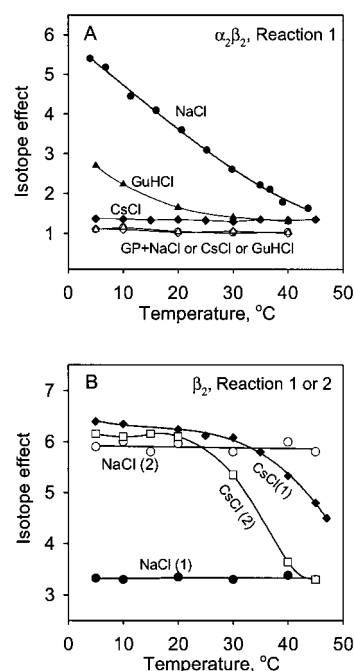 A
α₂β₂, Reaction 1
Isotope effect
6
5
4
3
2
1
NaCl
GuHCl
CsCl
GP+NaCl or CsCl or GuHCl
0 10 20 30 40 50
Temperature, °C
B
β₂, Reaction 1 or 2
Isotope effect
7
6
5
4
3
2
NaCl (2)
CsCl(1)
CsCl (2)
NaCl (1)
0 10 20 30 40 50
Temperature, °C